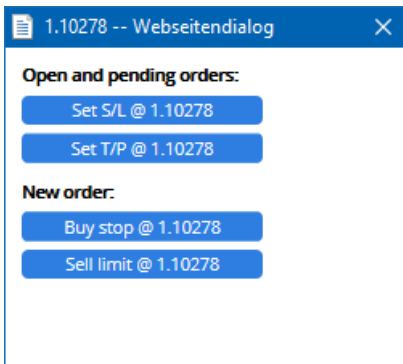 1.10278 -- Webseitendialog
Open and pending orders:
Set S/L @ 1.10278
Set T/P @ 1.10278
New order:
Buy stop @ 1.10278
Sell limit @ 1.10278